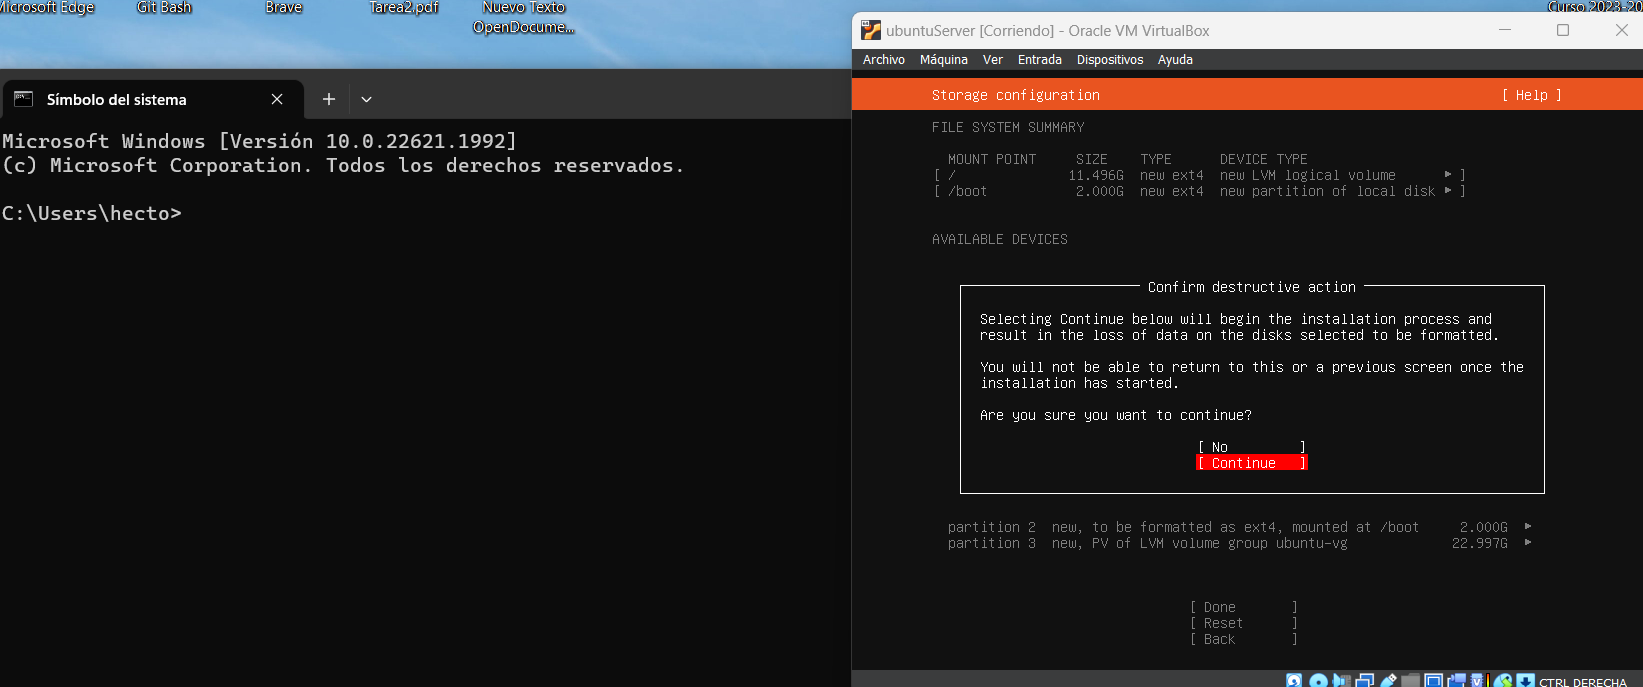 Microsoft Edge
Git Bash
Brave
Tarea2.pdf
Nuevo Texto
OpenDocume...
Curso 2023-20
Símbolo del sistema
Microsoft Windows [Versión 10.0.22621.1992]
(c) Microsoft Corporation. Todos los derechos reservados.
C:\Users\hecto>
ubuntuServer [Corriendo] - Oracle VM VirtualBox
Archivo Máquina Ver Entrada Dispositivos Ayuda
Storage configuration [ Help ]
FILE SYSTEM SUMMARY
MOUNT POINT SIZE TYPE DEVICE TYPE
[ / 11.496G new ext4 new LVM logical volume ▸ ]
[ /boot 2.000G new ext4 new partition of local disk ▸ ]
AVAILABLE DEVICES
Confirm destructive action
Selecting Continue below will begin the installation process and
result in the loss of data on the disks selected to be formatted.
You will not be able to return to this or a previous screen once the
installation has started.
Are you sure you want to continue?
[ No ]
[ Continue ]
partition 2 new, to be formatted as ext4, mounted at /boot 2.000G ▸
partition 3 new, PV of LVM volume group ubuntu-vg 22.997G ▸
[ Done ]
[ Reset ]
[ Back ]
CTRL DERECHA